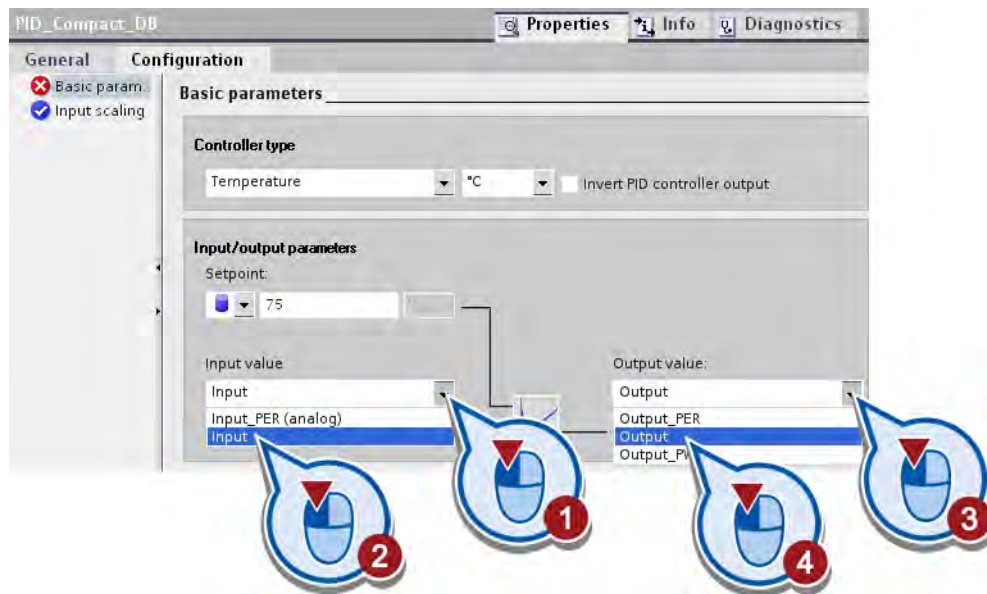 PID_Compact_DB
Properties Info Diagnostics
General Configuration
Basic param.
Input scaling
Basic parameters
Controller type
Temperature °C Invert PID controller output
Input/output parameters
Setpoint:
75
Input value Output value:
Input Output
Input_PER (analog) Output_PER
Input Output
1
2
3
4